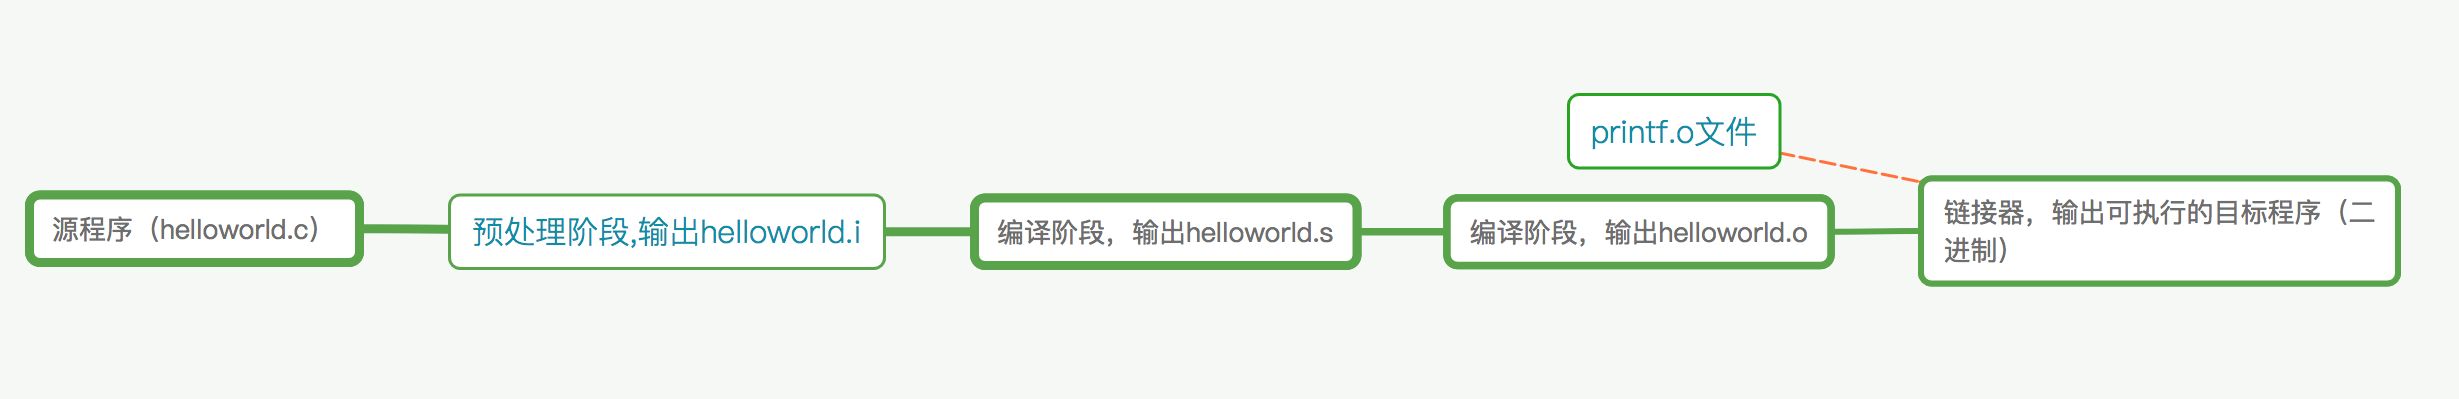 源程序（helloworld.c）
预处理阶段,输出helloworld.i
编译阶段，输出helloworld.s
编译阶段，输出helloworld.o
printf.o文件
链接器，输出可执行的目标程序（二
进制）